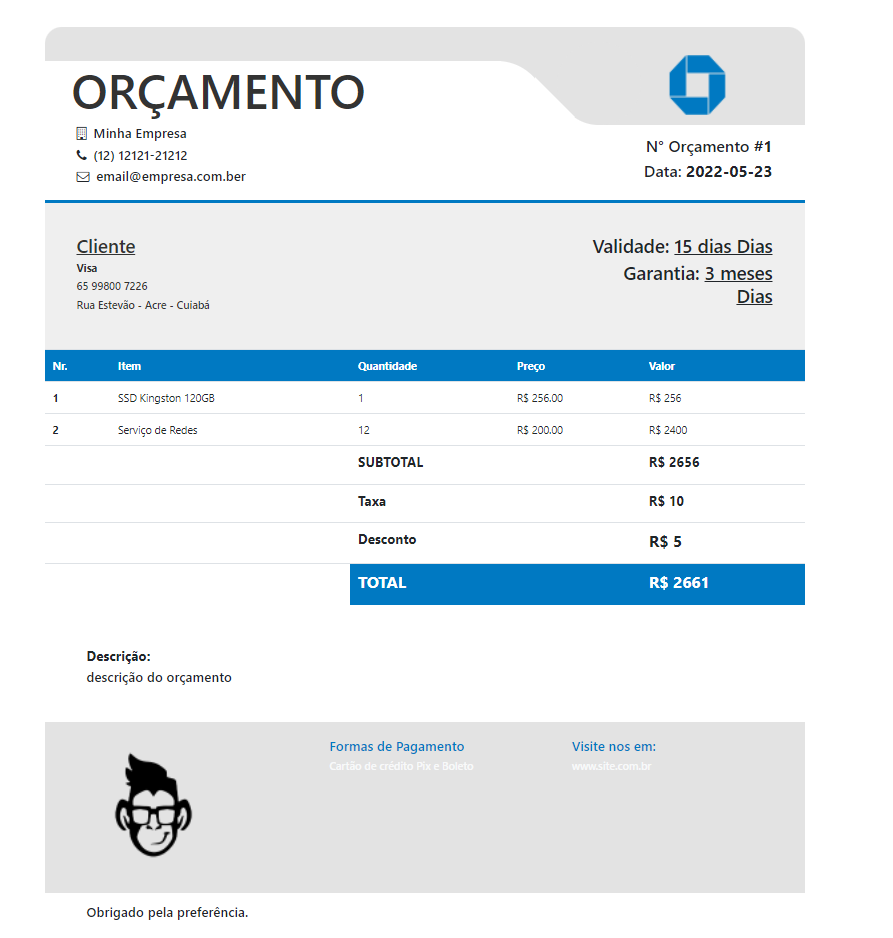 ORÇAMENTO
Minha Empresa
(12) 12121-21212
email@empresa.com.ber
N° Orçamento #1
Data: 2022-05-23
Cliente
Visa
65 99800 7226
Rua Estevão - Acre - Cuiabá
Validade: 15 dias Dias
Garantia: 3 meses
Dias
Nr. Item Quantidade Preço Valor
1 SSD Kingston 120GB 1 R$ 256.00 R$ 256
2 Serviço de Redes 12 R$ 200.00 R$ 2400
SUBTOTAL R$ 2656
Taxa R$ 10
Desconto R$ 5
TOTAL R$ 2661
Descrição:
descrição do orçamento
Formas de Pagamento
Cartão de crédito Pix e Boleto
Visite nos em:
www.site.com.br
Obrigado pela preferência.